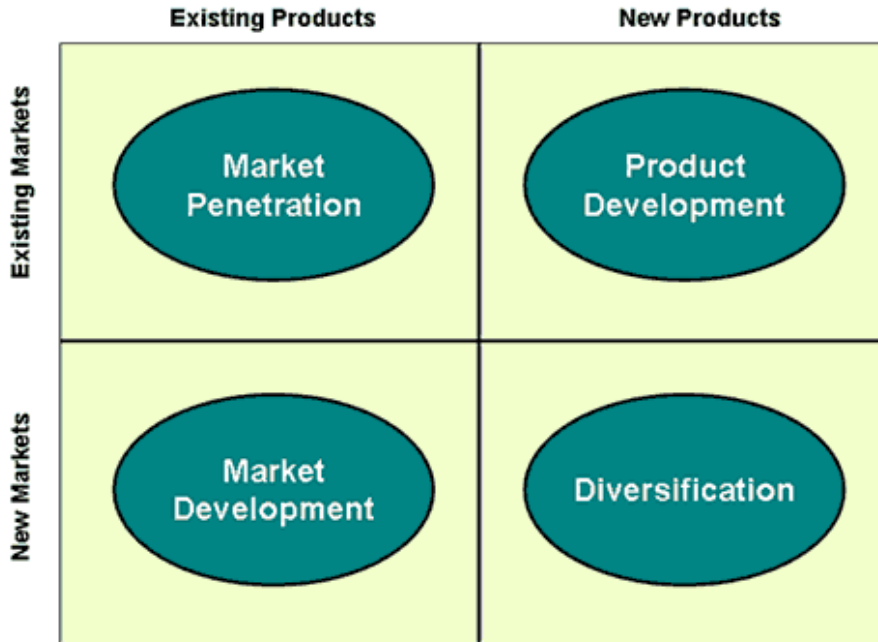 Existing Products
New Products
Existing Markets
Market
Penetration
Product
Development
New Markets
Market
Development
Diversification